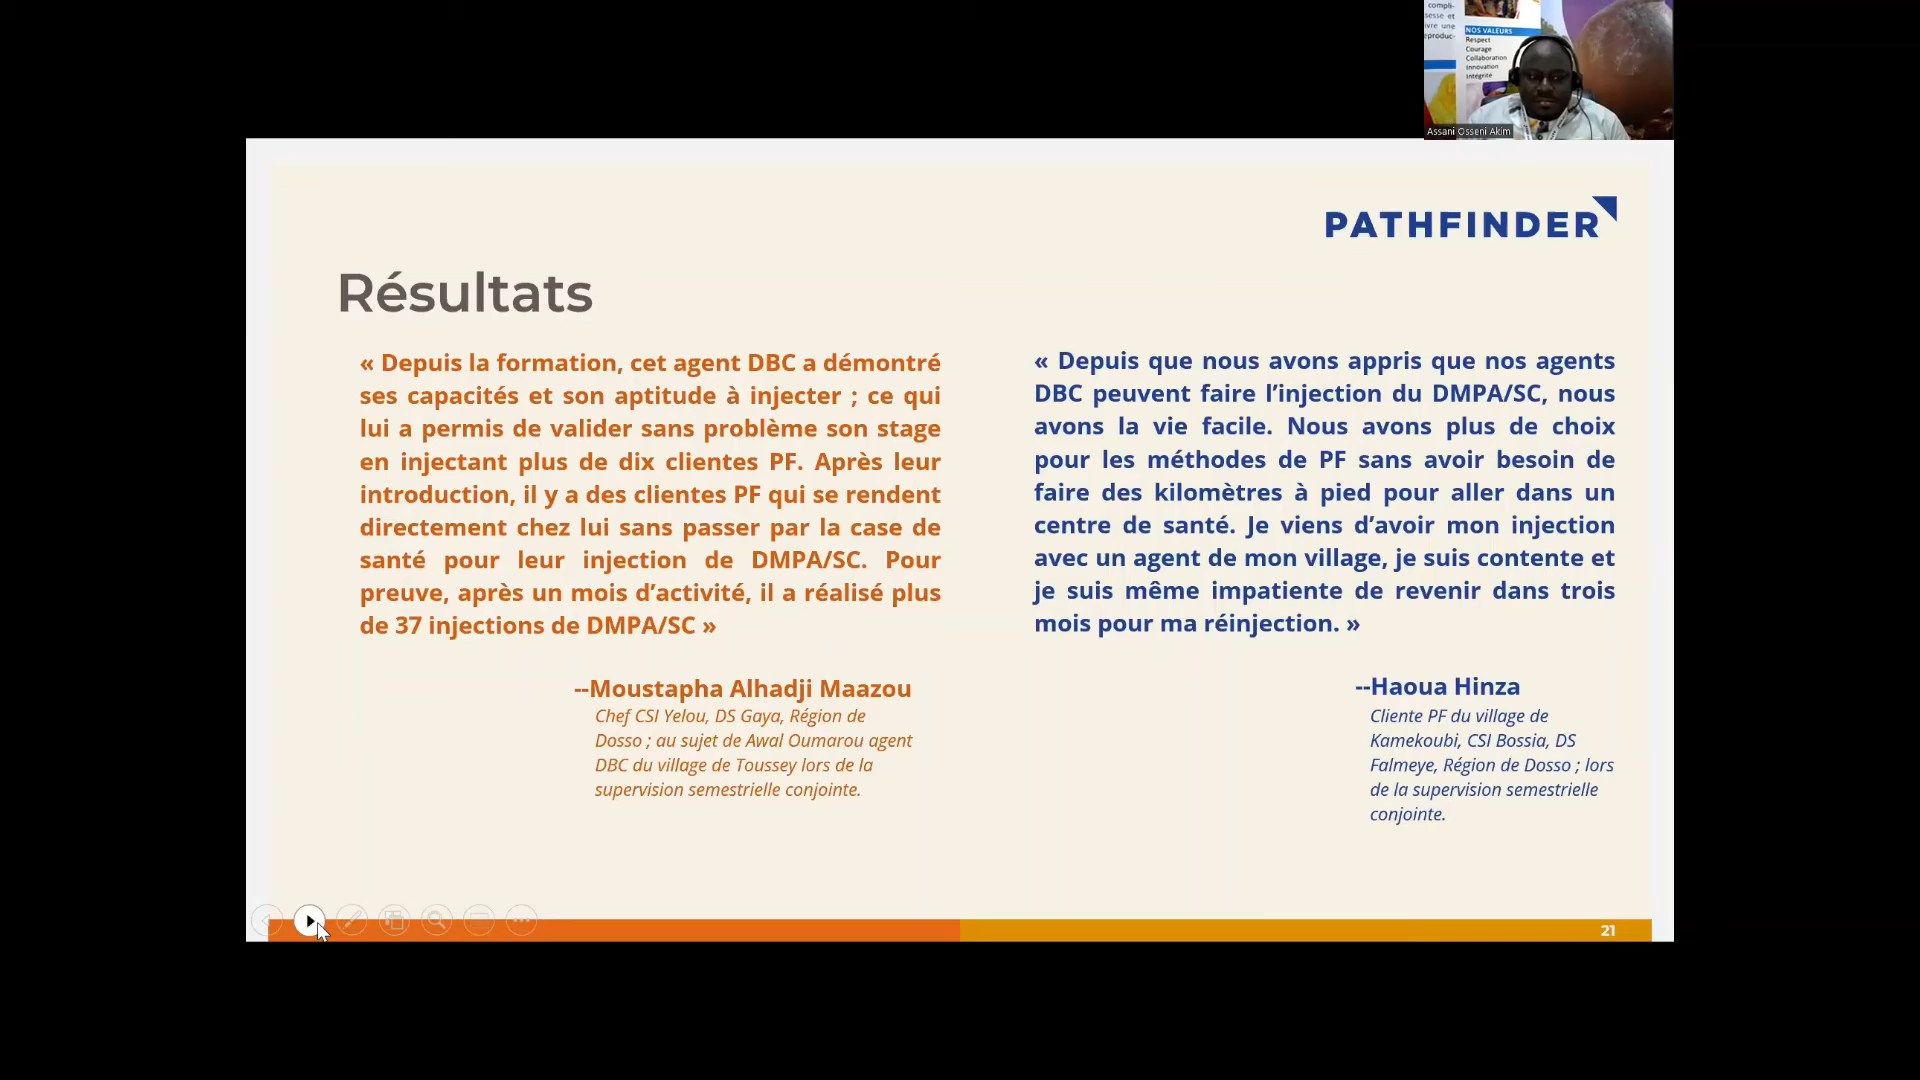 compli-
esse et
vivre une
eproduc-
NOS VALEURS
Respect
Courage
Collaboration
Innovation
Intégrité
Assani Osseni Akim
PATHFINDER
Résultats
« Depuis la formation, cet agent DBC a démontré
ses capacités et son aptitude à injecter ; ce qui
lui a permis de valider sans problème son stage
en injectant plus de dix clientes PF. Après leur
introduction, il y a des clientes PF qui se rendent
directement chez lui sans passer par la case de
santé pour leur injection de DMPA/SC. Pour
preuve, après un mois d’activité, il a réalisé plus
de 37 injections de DMPA/SC »
--Moustapha Alhadji Maazou
Chef CSI Yelou, DS Gaya, Région de
Dosso ; au sujet de Awal Oumarou agent
DBC du village de Toussey lors de la
supervision semestrielle conjointe.
« Depuis que nous avons appris que nos agents
DBC peuvent faire l’injection du DMPA/SC, nous
avons la vie facile. Nous avons plus de choix
pour les méthodes de PF sans avoir besoin de
faire des kilomètres à pied pour aller dans un
centre de santé. Je viens d’avoir mon injection
avec un agent de mon village, je suis contente et
je suis même impatiente de revenir dans trois
mois pour ma réinjection. »
--Haoua Hinza
Cliente PF du village de
Kamekoubi, CSI Bossia, DS
Falmeye, Région de Dosso ; lors
de la supervision semestrielle
conjointe.
21